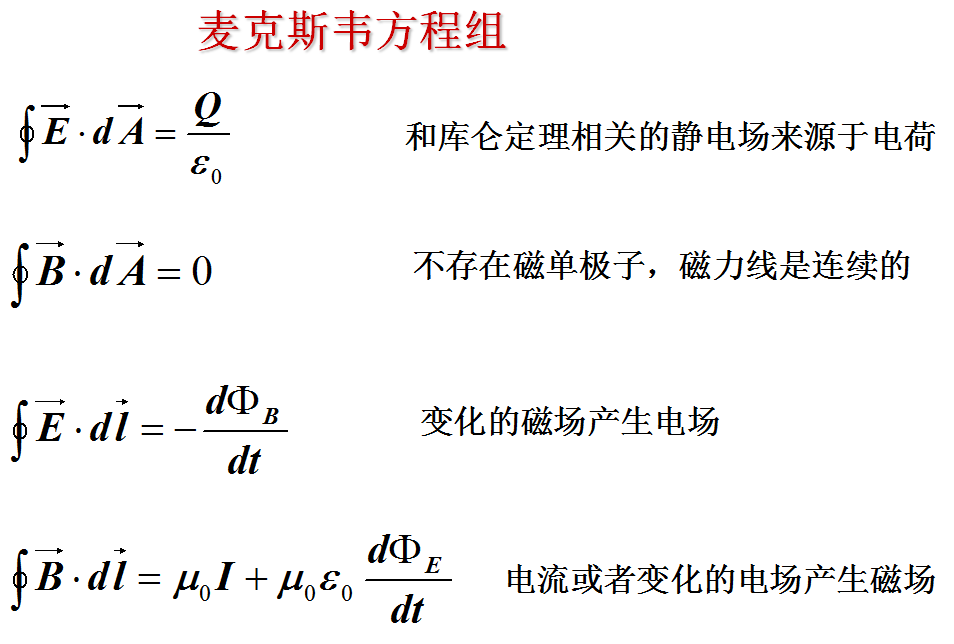 麦克斯韦方程组
∮E⃗·dA⃗ = Q/ε₀ 和库仑定理相关的静电场来源于电荷
∮B⃗·dA⃗ = 0 不存在磁单极子，磁力线是连续的
∮E⃗·dl⃗ = −dΦ_B/dt 变化的磁场产生电场
∮B⃗·dl⃗ = μ₀I + μ₀ε₀ dΦ_E/dt 电流或者变化的电场产生磁场